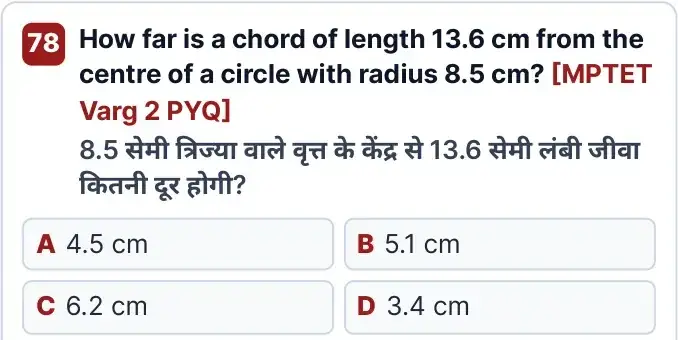 78 How far is a chord of length 13.6 cm from the
centre of a circle with radius 8.5 cm? [MPTET
Varg 2 PYQ]
8.5 सेमी त्रिज्या वाले वृत्त के केंद्र से 13.6 सेमी लंबी जीवा
कितनी दूर होगी?
A 4.5 cm
B 5.1 cm
C 6.2 cm
D 3.4 cm